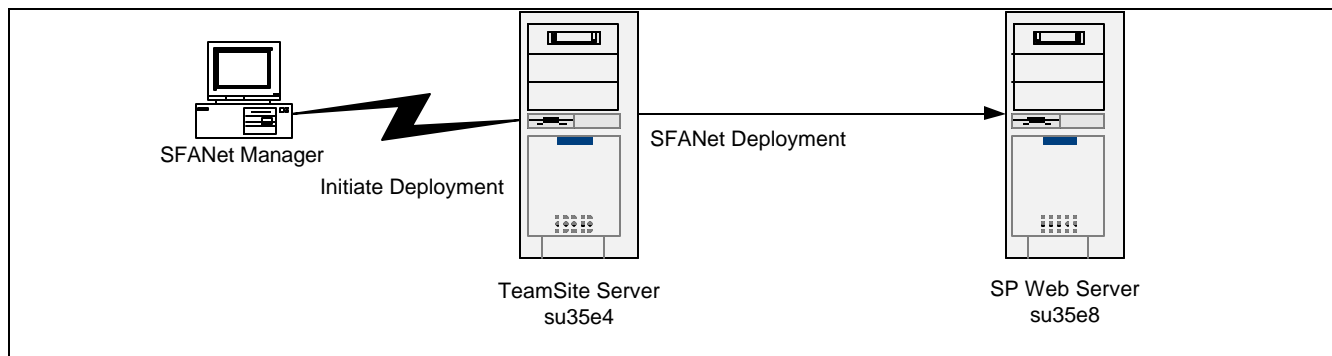 SFANet Manager
Initiate Deployment
SFANet Deployment
TeamSite Server
su35e4
SP Web Server
su35e8